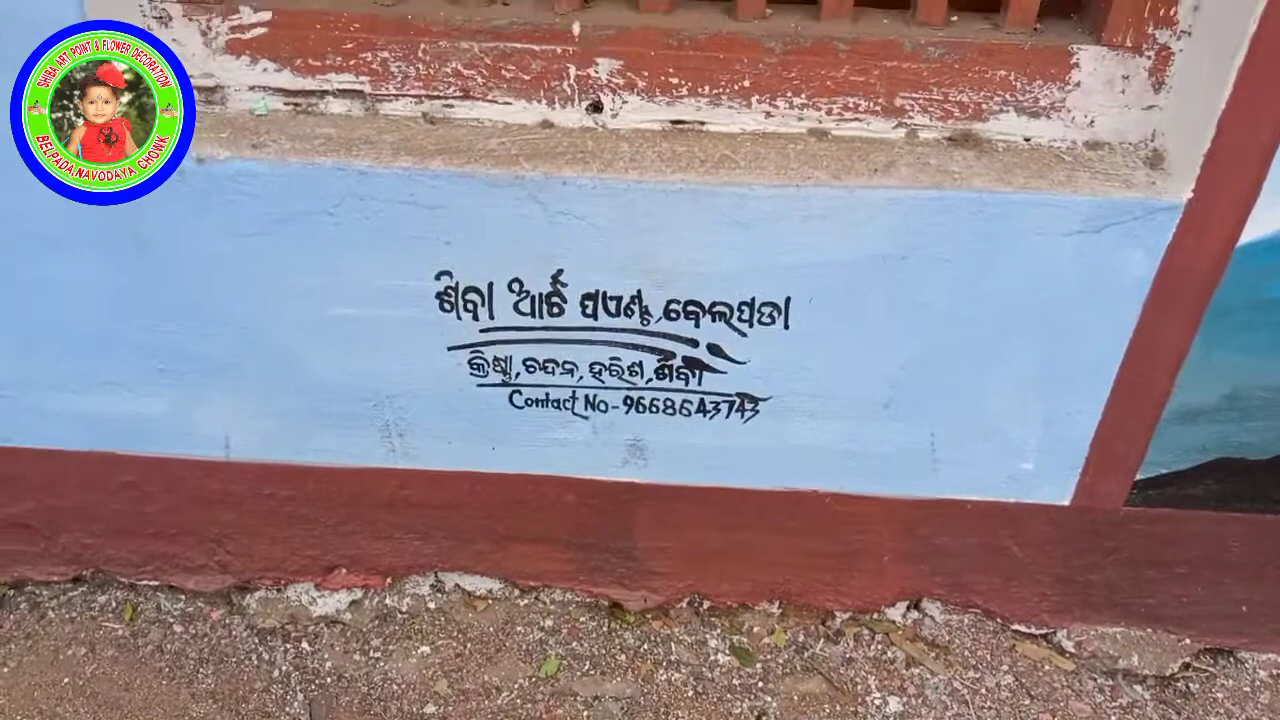 SHIBA ART POINT & FLOWER DECORATION
BELPADA,NAVODAYA CHOWK
ଶିବା ଆର୍ଟ ପଏଣ୍ଟ,ବେଲପଡା
କ୍ରିଷ୍ଣା,ଚନ୍ଦନ,ହରିଶ,ଶିବା
Contact No-9668643743